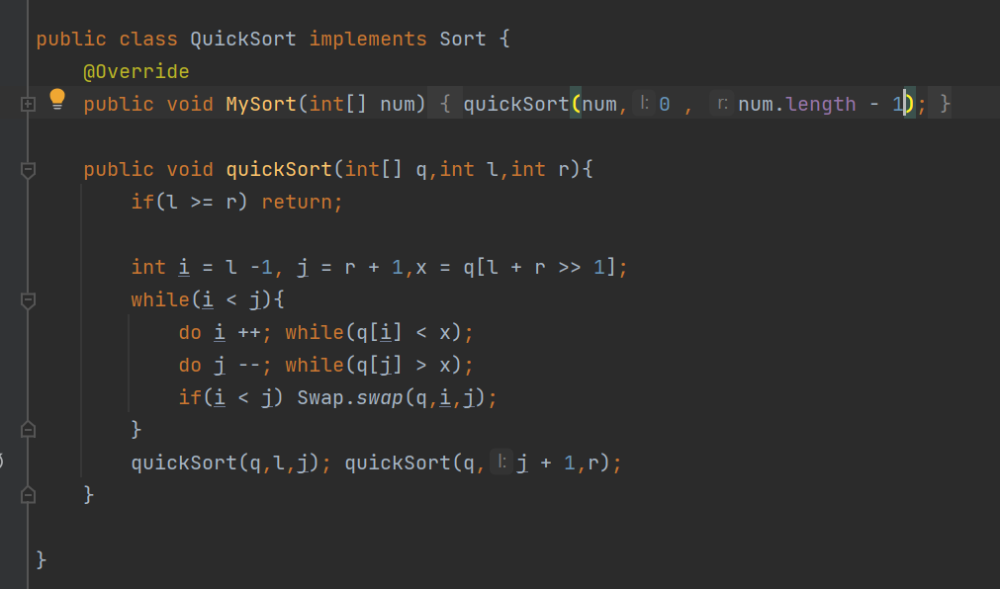 public class QuickSort implements Sort {
@Override
public void MySort(int[] num) { quickSort(num, l: 0 , r: num.length - 1); }
public void quickSort(int[] q,int l,int r){
if(l >= r) return;
int i = l -1, j = r + 1,x = q[l + r >> 1];
while(i < j){
do i ++; while(q[i] < x);
do j --; while(q[j] > x);
if(i < j) Swap.swap(q,i,j);
}
quickSort(q,l,j); quickSort(q, l: j + 1,r);
}
}